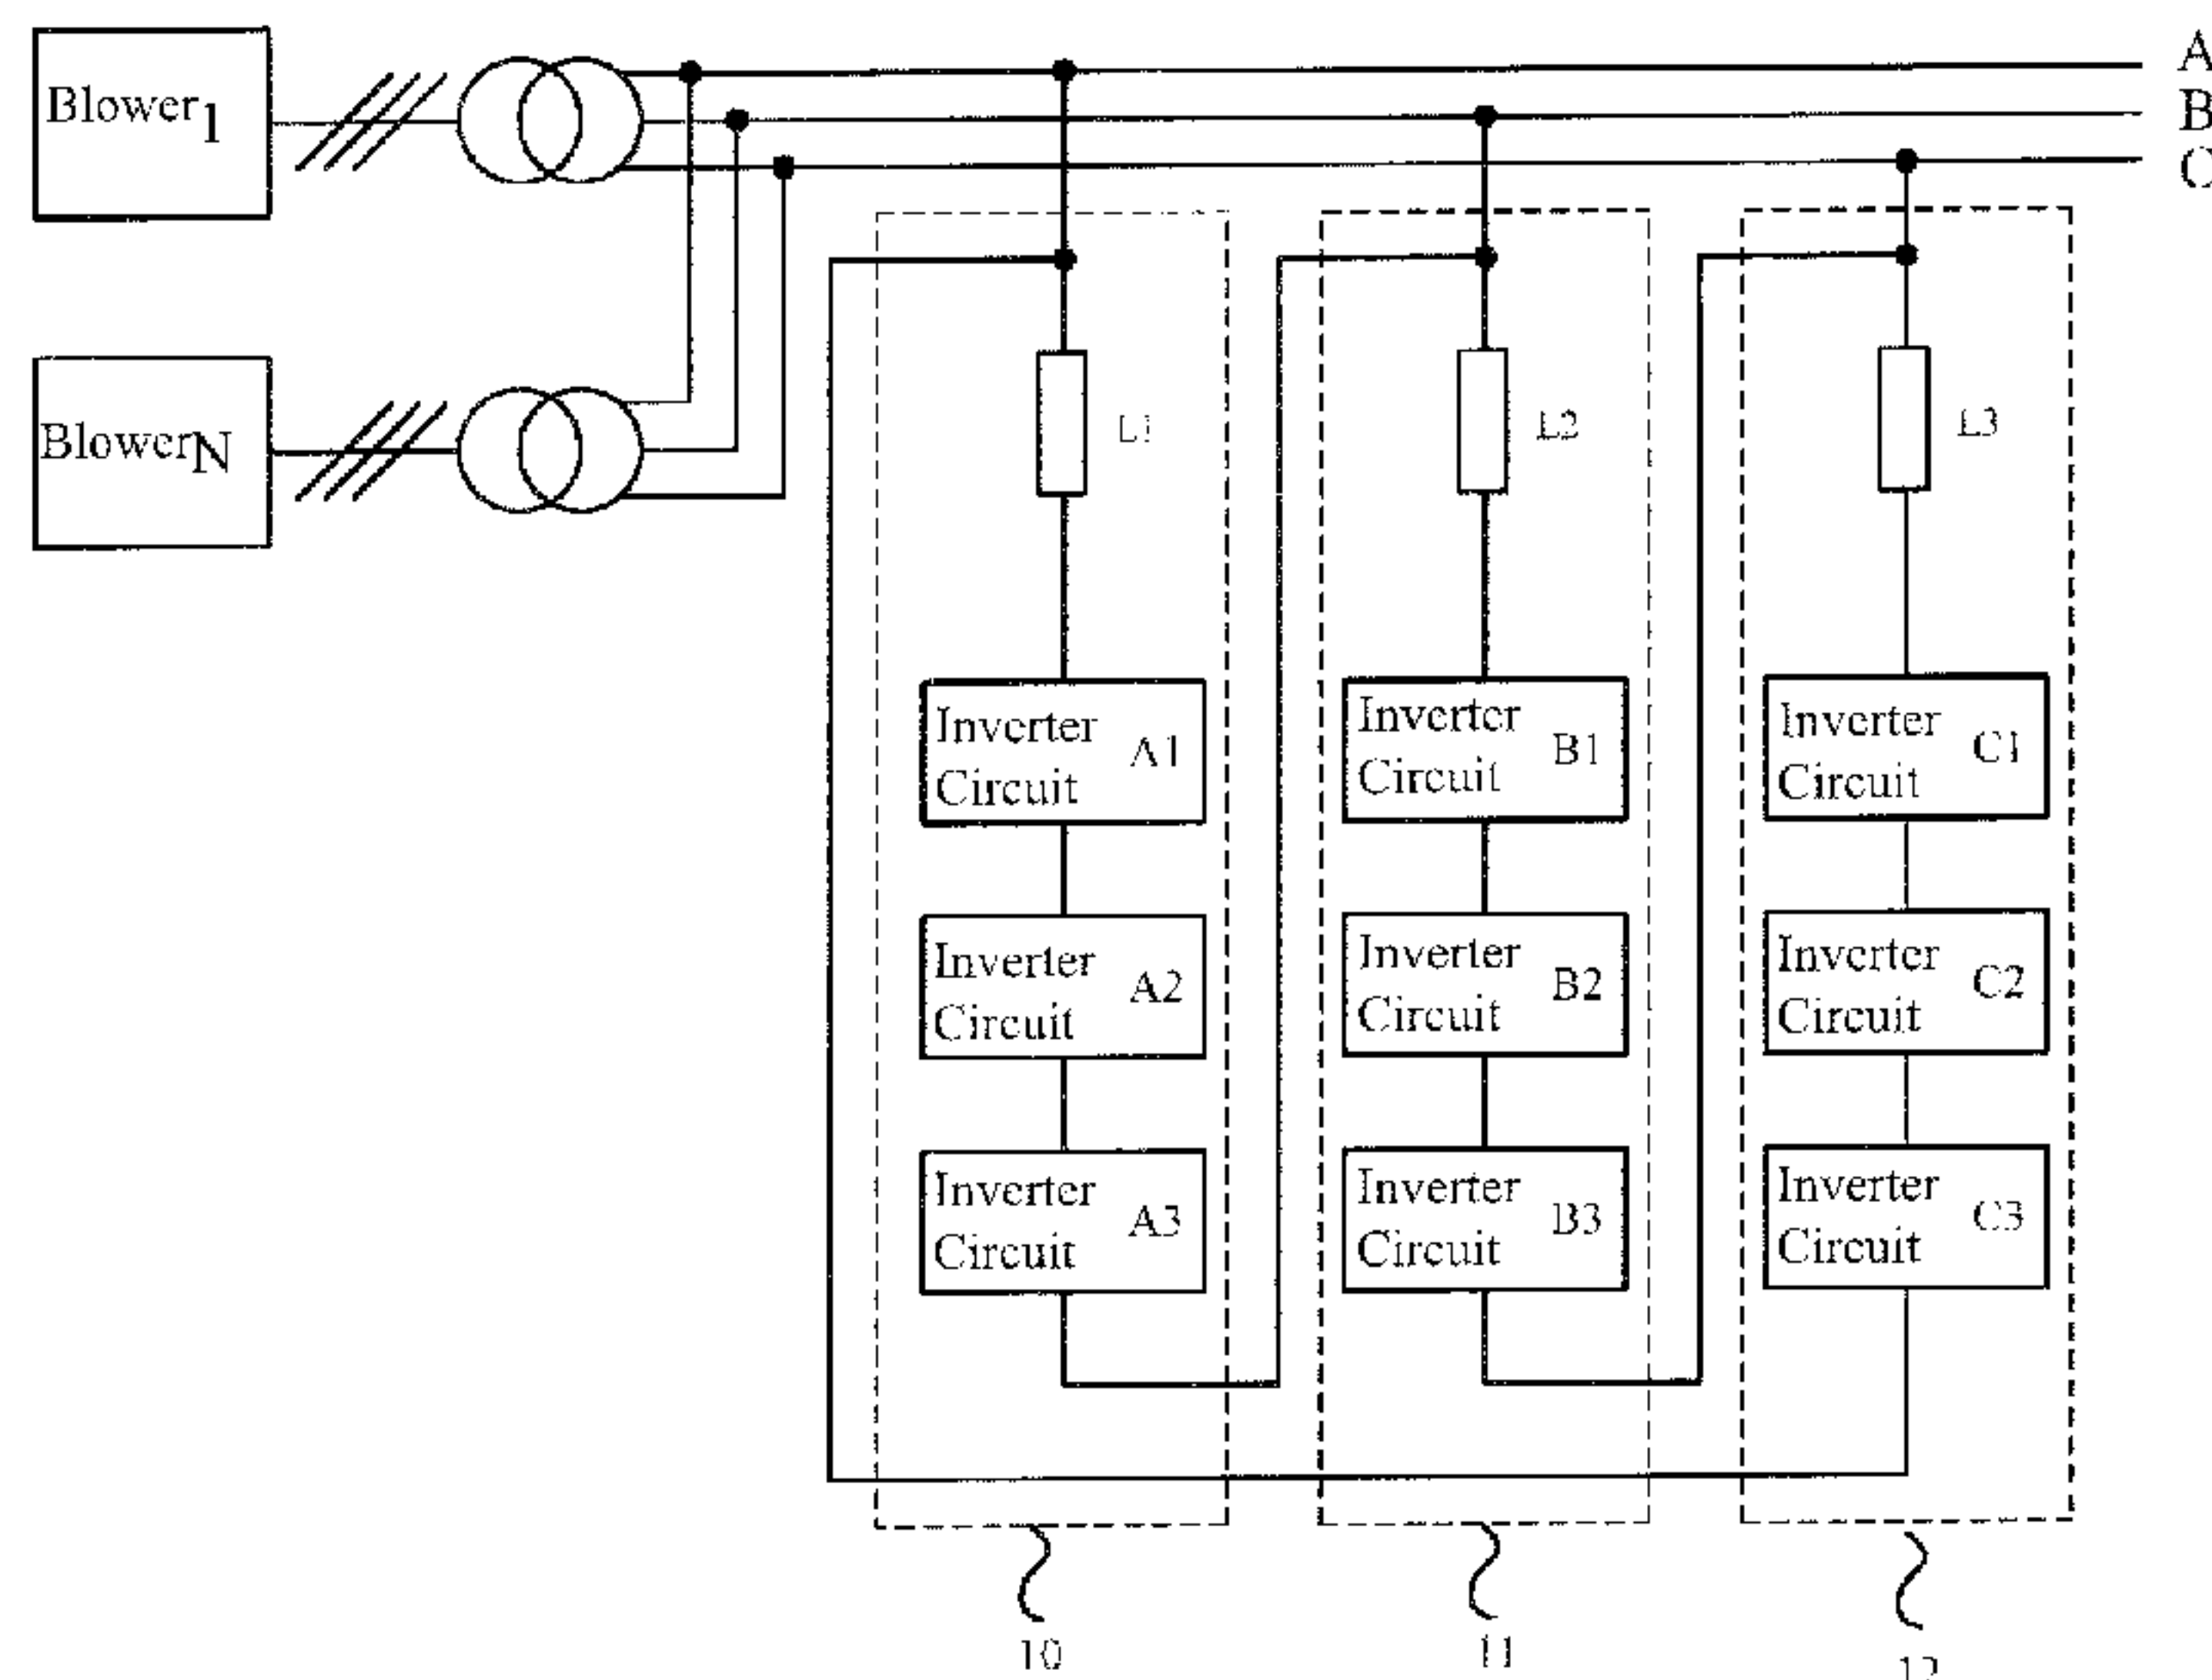 Blower1
A
B
C
BlowerN
L1
L2
L3
Inverter
Circuit
A1
Inverter
Circuit
B1
Inverter
Circuit
C1
Inverter
Circuit
A2
Inverter
Circuit
B2
Inverter
Circuit
C2
Inverter
Circuit
A3
Inverter
Circuit
B3
Inverter
Circuit
C3
10
11
12